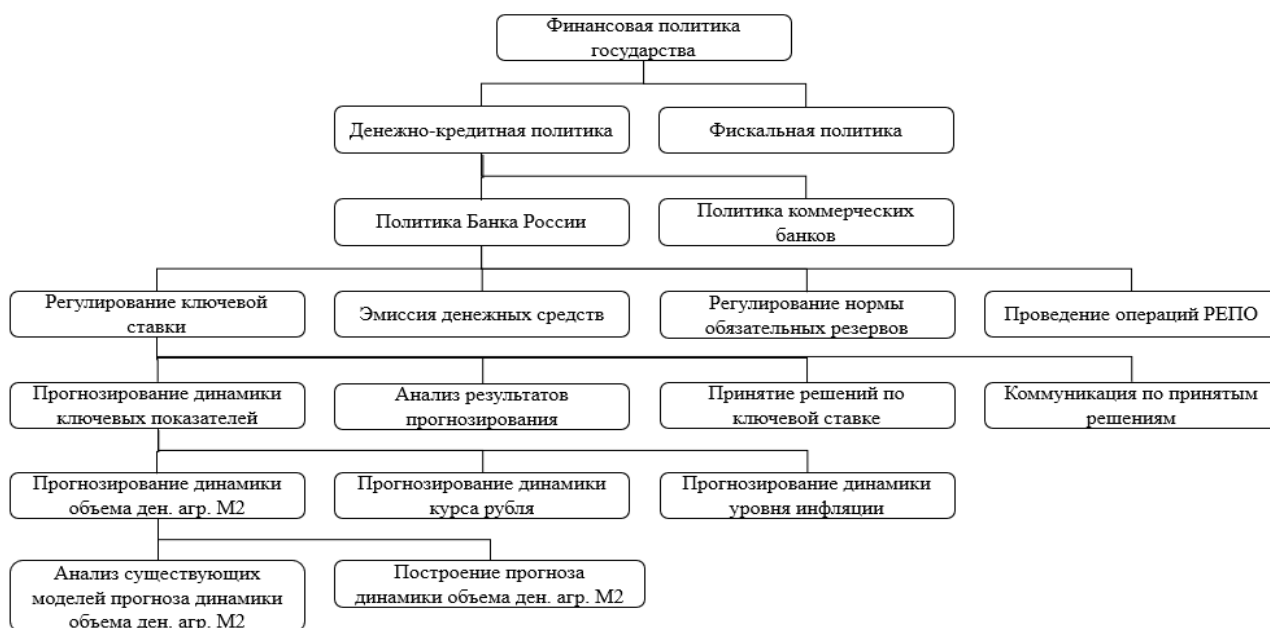 Финансовая политика
государства
Денежно-кредитная политика
Фискальная политика
Политика Банка России
Политика коммерческих
банков
Регулирование ключевой
ставки
Эмиссия денежных средств
Регулирование нормы
обязательных резервов
Проведение операций РЕПО
Прогнозирование динамики
ключевых показателей
Анализ результатов
прогнозирования
Принятие решений по
ключевой ставке
Коммуникация по принятым
решениям
Прогнозирование динамики
объема ден. агр. М2
Прогнозирование динамики
курса рубля
Прогнозирование динамики
уровня инфляции
Анализ существующих
моделей прогноза динамики
объема ден. агр. М2
Построение прогноза
динамики объема ден. агр. М2